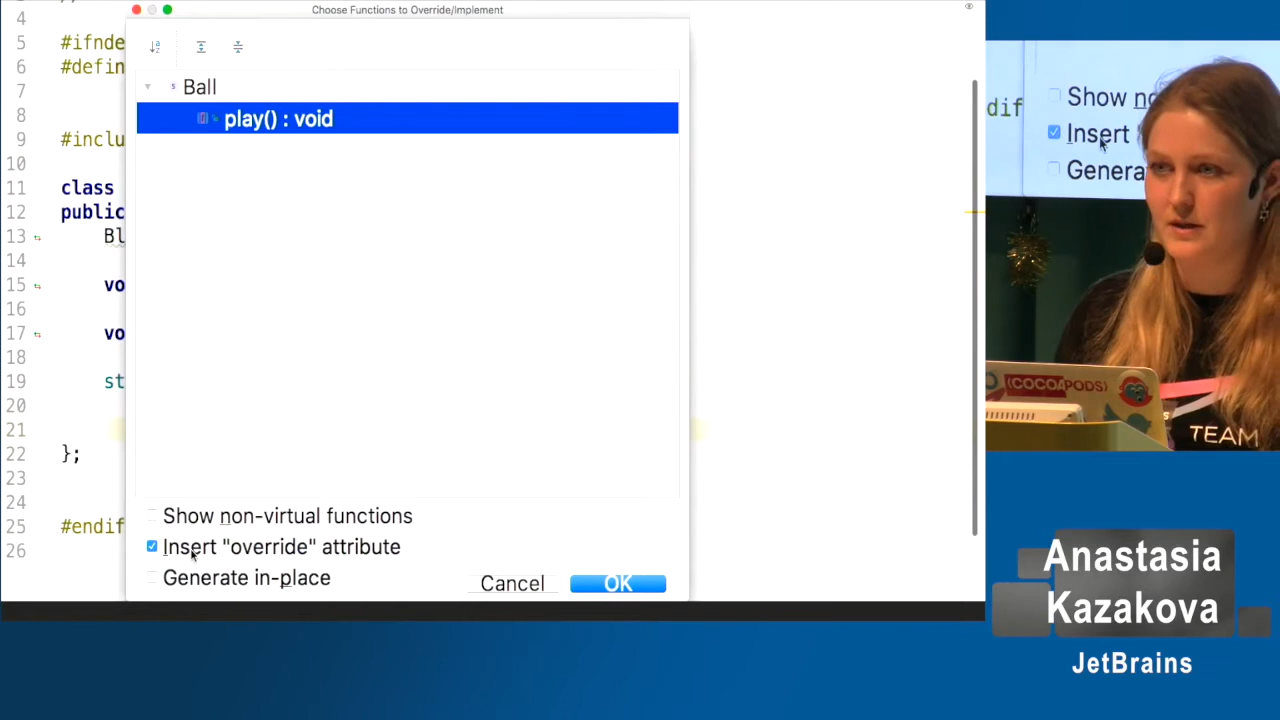 Choose Functions to Override/Implement
Ball
play() : void
4
5 #ifnde
6 #defin
7
8
9 #inclu
10
11 class
12 public
13 Bl
14
15 vo
16
17 vo
18
19 st
20
21
22 };
23
24
25 #endif
26
Show non-virtual functions
Insert "override" attribute
Generate in-place
Cancel
OK
dif
Show no
Insert "
Genera
(COCOAPODS)
TEAM
Anastasia
Kazakova
JetBrains